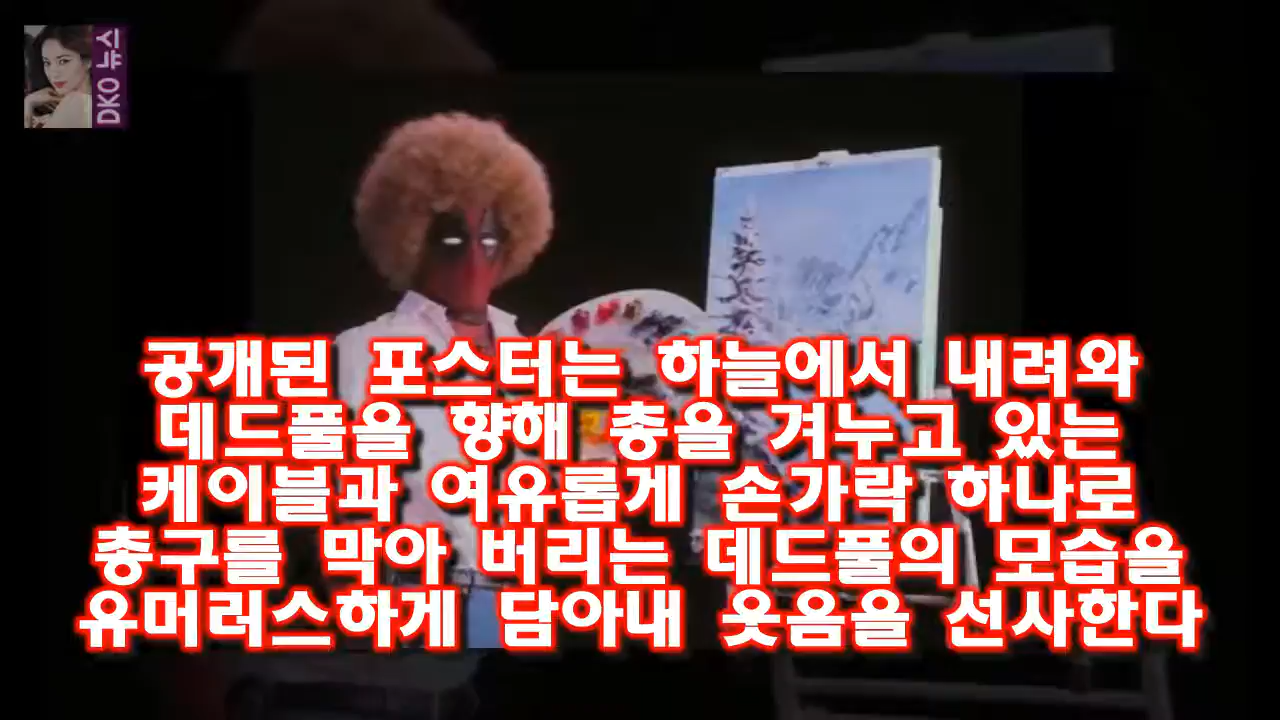 DKO 뉴스
공개된 포스터는 하늘에서 내려와
데드풀을 향해 총을 겨누고 있는
케이블과 여유롭게 손가락 하나로
총구를 막아 버리는 데드풀의 모습을
유머러스하게 담아내 웃음을 선사한다